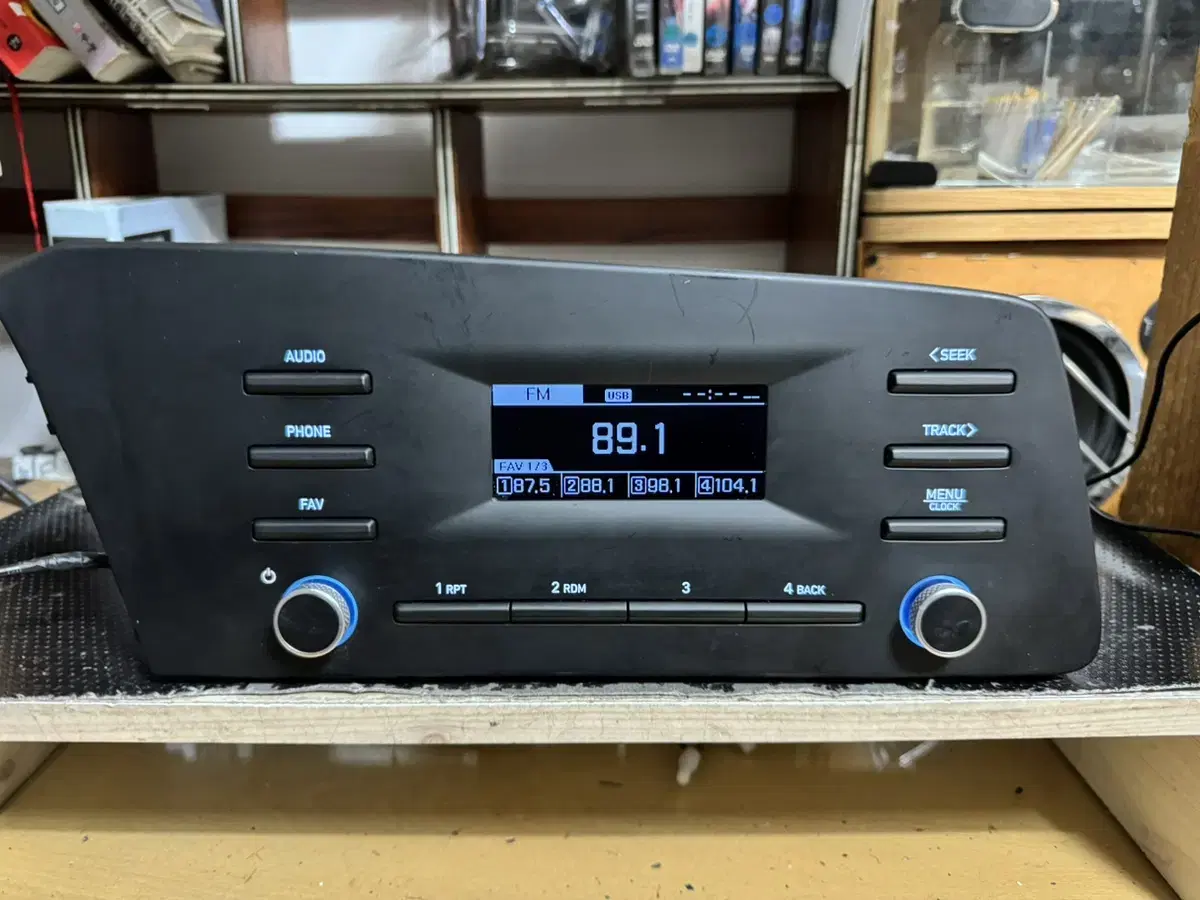 AUDIO
PHONE
FAV
FM USB --:-- __
89.1
FAV 1/3
1 87.5 2 88.1 3 98.1 4 104.1
<SEEK
TRACK>
MENU
CLOCK
1 RPT 2 RDM 3 4 BACK